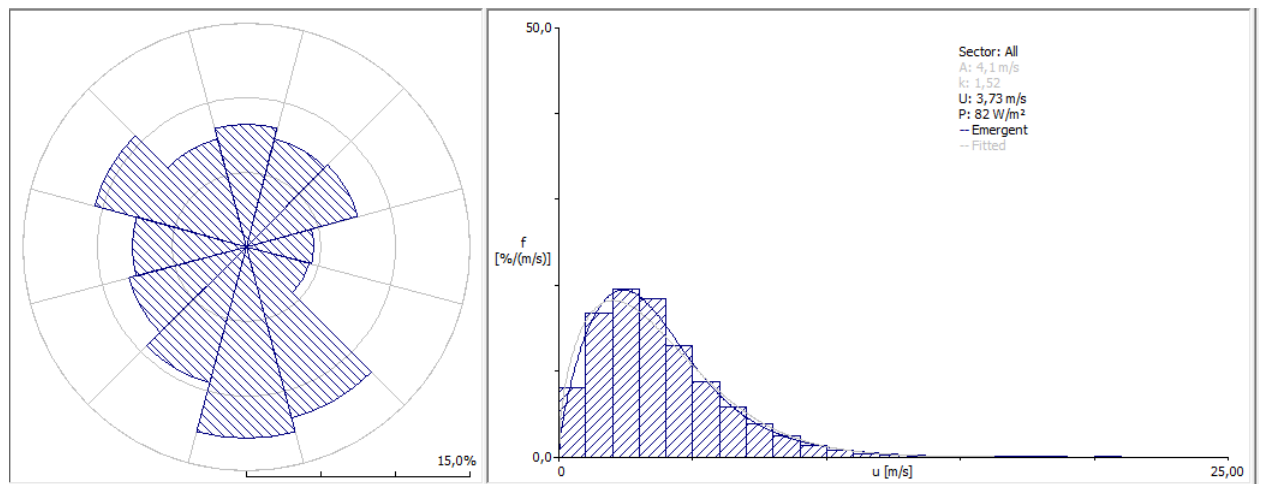 15,0%
50,0
f
[%/(m/s)]
0,0
0
u [m/s]
25,00
Sector: All
A: 4,1 m/s
k: 1,52
U: 3,73 m/s
P: 82 W/m²
-- Emergent
-- Fitted